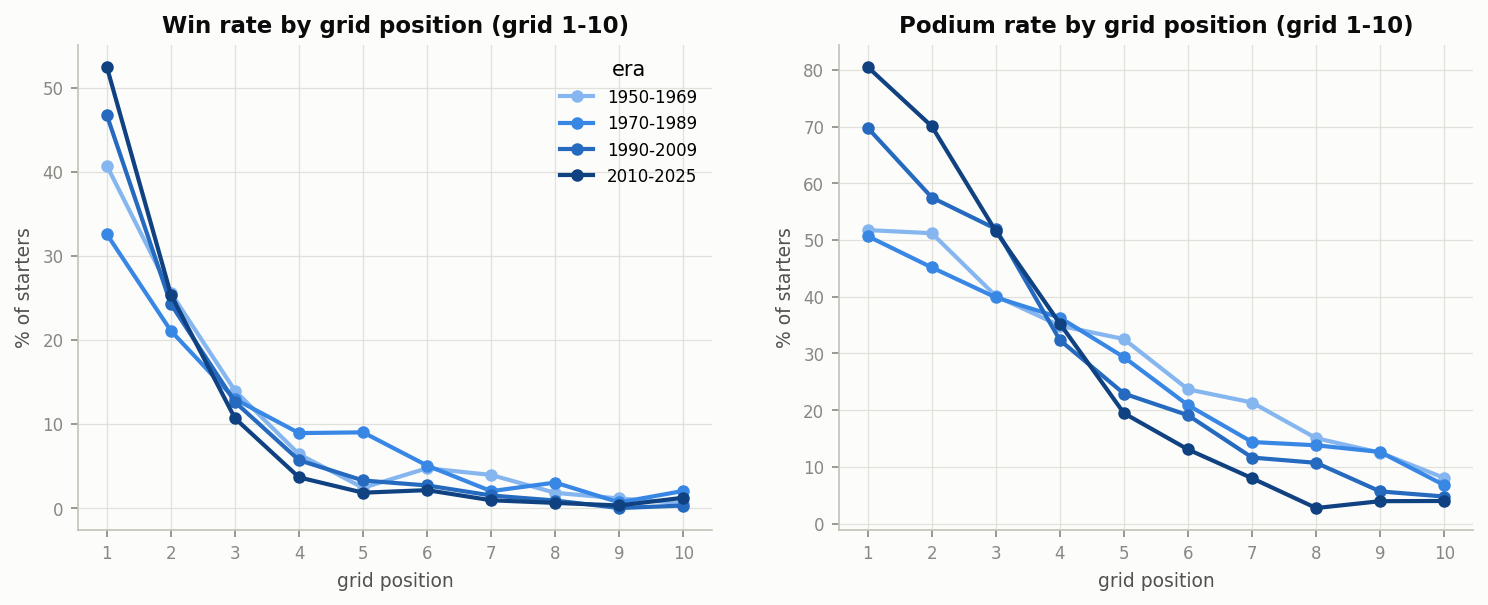 Win rate by grid position (grid 1-10)
% of starters
50
40
30
20
10
0
1 2 3 4 5 6 7 8 9 10
grid position
era
1950-1969
1970-1989
1990-2009
2010-2025
Podium rate by grid position (grid 1-10)
% of starters
80
70
60
50
40
30
20
10
0
1 2 3 4 5 6 7 8 9 10
grid position